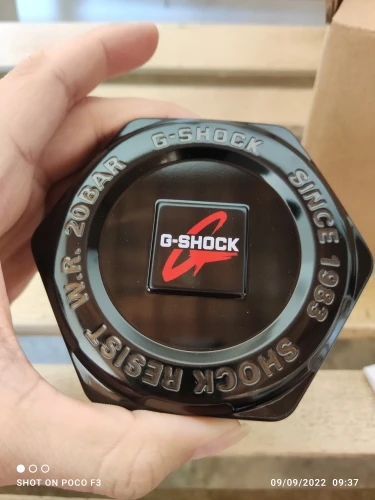 G-SHOCK
SINCE 1983
SHOCK RESIST
W.R. 20BAR
G-SHOCK
SHOT ON POCO F3
09/09/2022 09:37